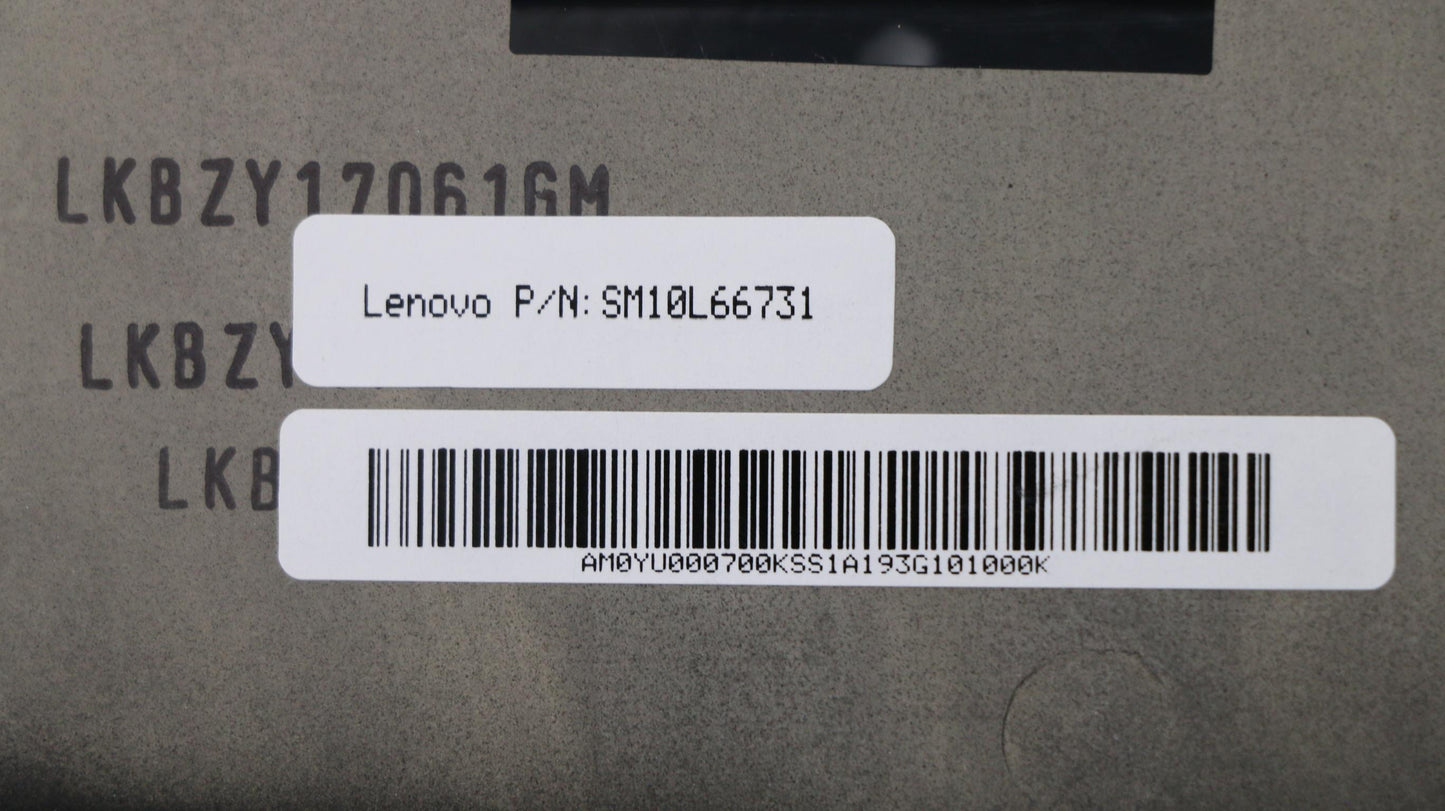 LKBZY17061GM
Lenovo P/N: SM10L66731
LKBZY
LKB
AM0YU000700KSS1A193G101000K